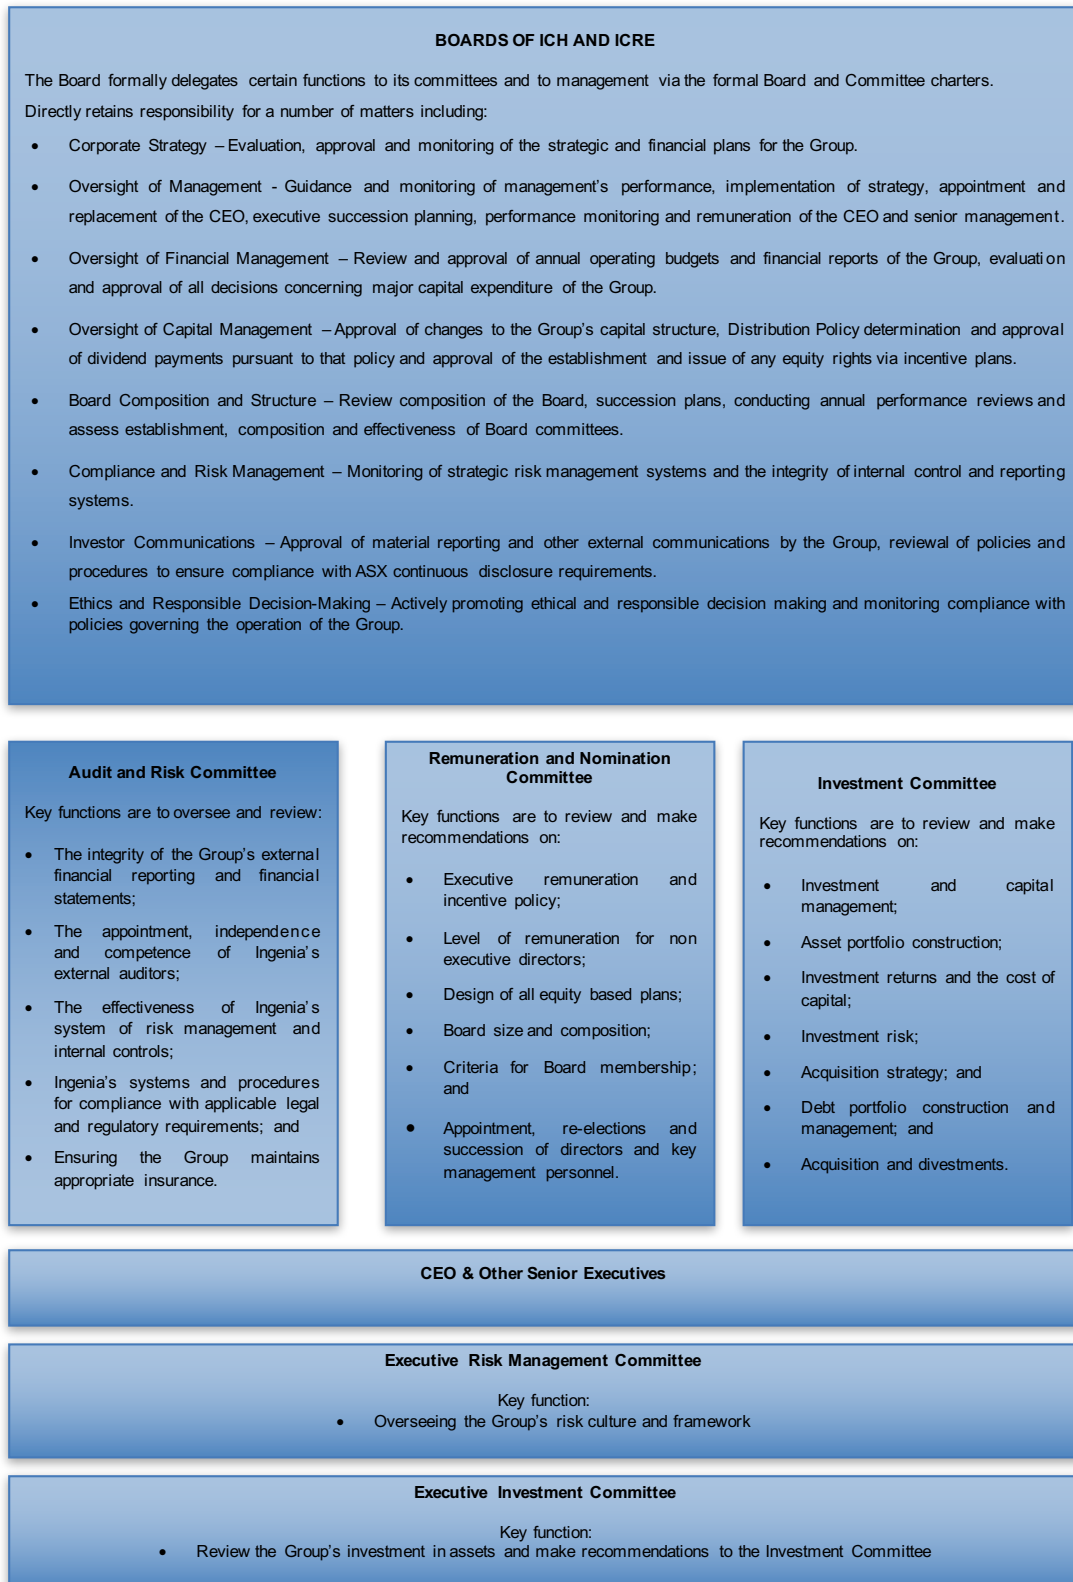 BOARDS OF ICH AND ICRE
The Board formally delegates certain functions to its committees and to management via the formal Board and Committee charters.
Directly retains responsibility for a number of matters including:
• Corporate Strategy – Evaluation, approval and monitoring of the strategic and financial plans for the Group.
• Oversight of Management - Guidance and monitoring of management's performance, implementation of strategy, appointment and
replacement of the CEO, executive succession planning, performance monitoring and remuneration of the CEO and senior management.
• Oversight of Financial Management – Review and approval of annual operating budgets and financial reports of the Group, evaluation
and approval of all decisions concerning major capital expenditure of the Group.
• Oversight of Capital Management – Approval of changes to the Group's capital structure, Distribution Policy determination and approval
of dividend payments pursuant to that policy and approval of the establishment and issue of any equity rights via incentive plans.
• Board Composition and Structure – Review composition of the Board, succession plans, conducting annual performance reviews and
assess establishment, composition and effectiveness of Board committees.
• Compliance and Risk Management – Monitoring of strategic risk management systems and the integrity of internal control and reporting
systems.
• Investor Communications – Approval of material reporting and other external communications by the Group, reviewal of policies and
procedures to ensure compliance with ASX continuous disclosure requirements.
• Ethics and Responsible Decision-Making – Actively promoting ethical and responsible decision making and monitoring compliance with
policies governing the operation of the Group.
Audit and Risk Committee
Key functions are to oversee and review:
• The integrity of the Group's external
financial reporting and financial
statements;
• The appointment, independence
and competence of Ingenia's
external auditors;
• The effectiveness of Ingenia's
system of risk management and
internal controls;
• Ingenia's systems and procedures
for compliance with applicable legal
and regulatory requirements; and
• Ensuring the Group maintains
appropriate insurance.
Remuneration and Nomination
Committee
Key functions are to review and make
recommendations on:
• Executive remuneration and
incentive policy;
• Level of remuneration for non
executive directors;
• Design of all equity based plans;
• Board size and composition;
• Criteria for Board membership;
and
• Appointment, re-elections and
succession of directors and key
management personnel.
Investment Committee
Key functions are to review and make
recommendations on:
• Investment and capital
management;
• Asset portfolio construction;
• Investment returns and the cost of
capital;
• Investment risk;
• Acquisition strategy; and
• Debt portfolio construction and
management; and
• Acquisition and divestments.
CEO & Other Senior Executives
Executive Risk Management Committee
Key function:
• Overseeing the Group's risk culture and framework
Executive Investment Committee
Key function:
• Review the Group's investment in assets and make recommendations to the Investment Committee